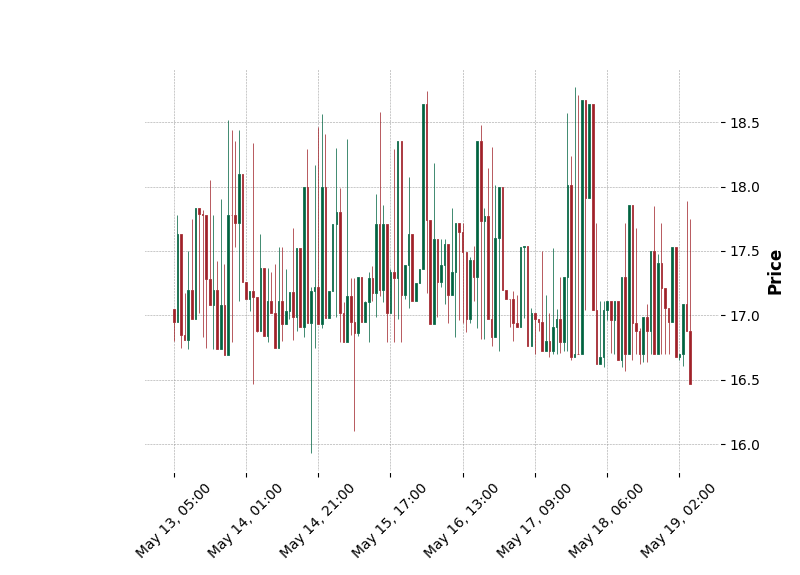 18.5
18.0
17.5
17.0
16.5
16.0
Price
May 13, 05:00
May 14, 01:00
May 14, 21:00
May 15, 17:00
May 16, 13:00
May 17, 09:00
May 18, 06:00
May 19, 02:00